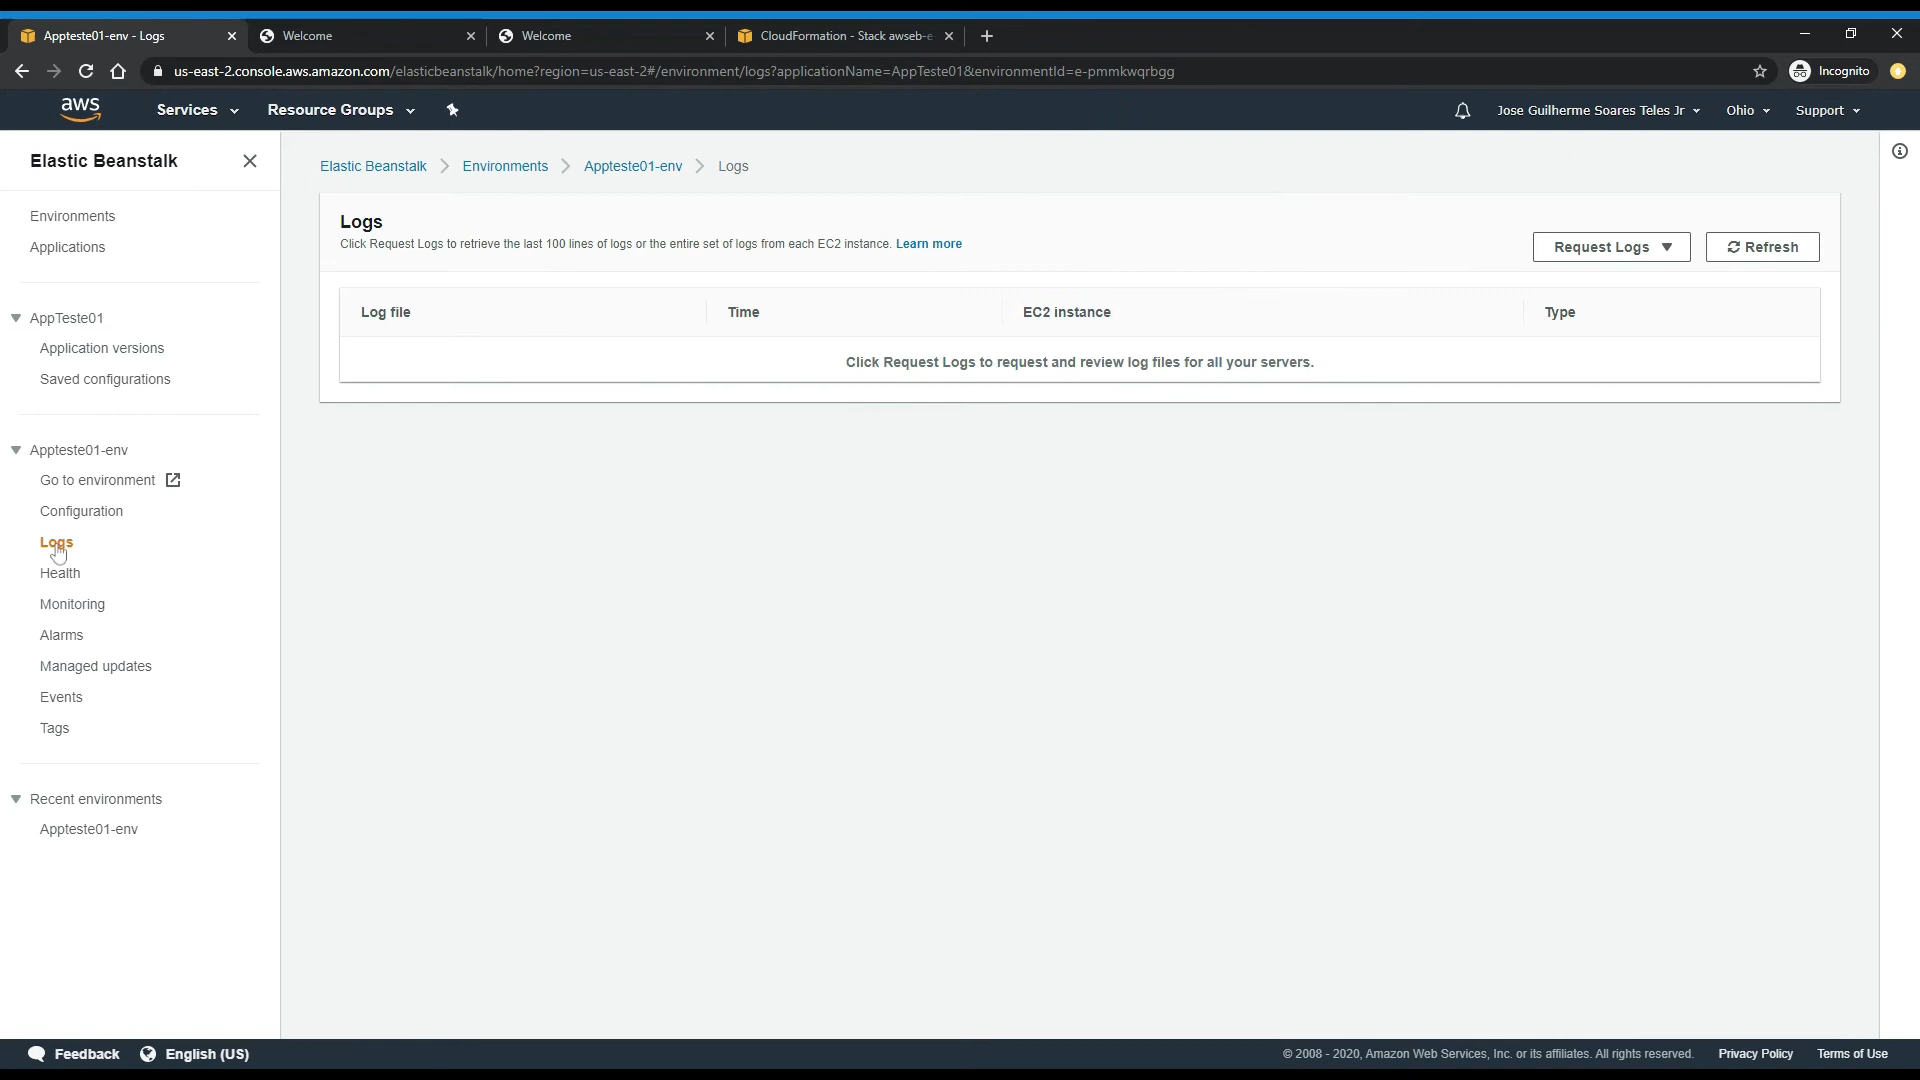 Appteste01-env - Logs
Welcome
Welcome
CloudFormation - Stack awseb-e
us-east-2.console.aws.amazon.com/elasticbeanstalk/home?region=us-east-2#/environment/logs?applicationName=AppTeste01&environmentId=e-pmmkwqrbgg
Incognito
aws
Services
Resource Groups
Jose Guilherme Soares Teles Jr
Ohio
Support
Elastic Beanstalk
Environments
Applications
AppTeste01
Application versions
Saved configurations
Appteste01-env
Go to environment
Configuration
Logs
Health
Monitoring
Alarms
Managed updates
Events
Tags
Recent environments
Appteste01-env
Elastic Beanstalk
Environments
Appteste01-env
Logs
Logs
Click Request Logs to retrieve the last 100 lines of logs or the entire set of logs from each EC2 instance. Learn more
Request Logs
Refresh
Log file
Time
EC2 instance
Type
Click Request Logs to request and review log files for all your servers.
Feedback
English (US)
© 2008 - 2020, Amazon Web Services, Inc. or its affiliates. All rights reserved.
Privacy Policy
Terms of Use